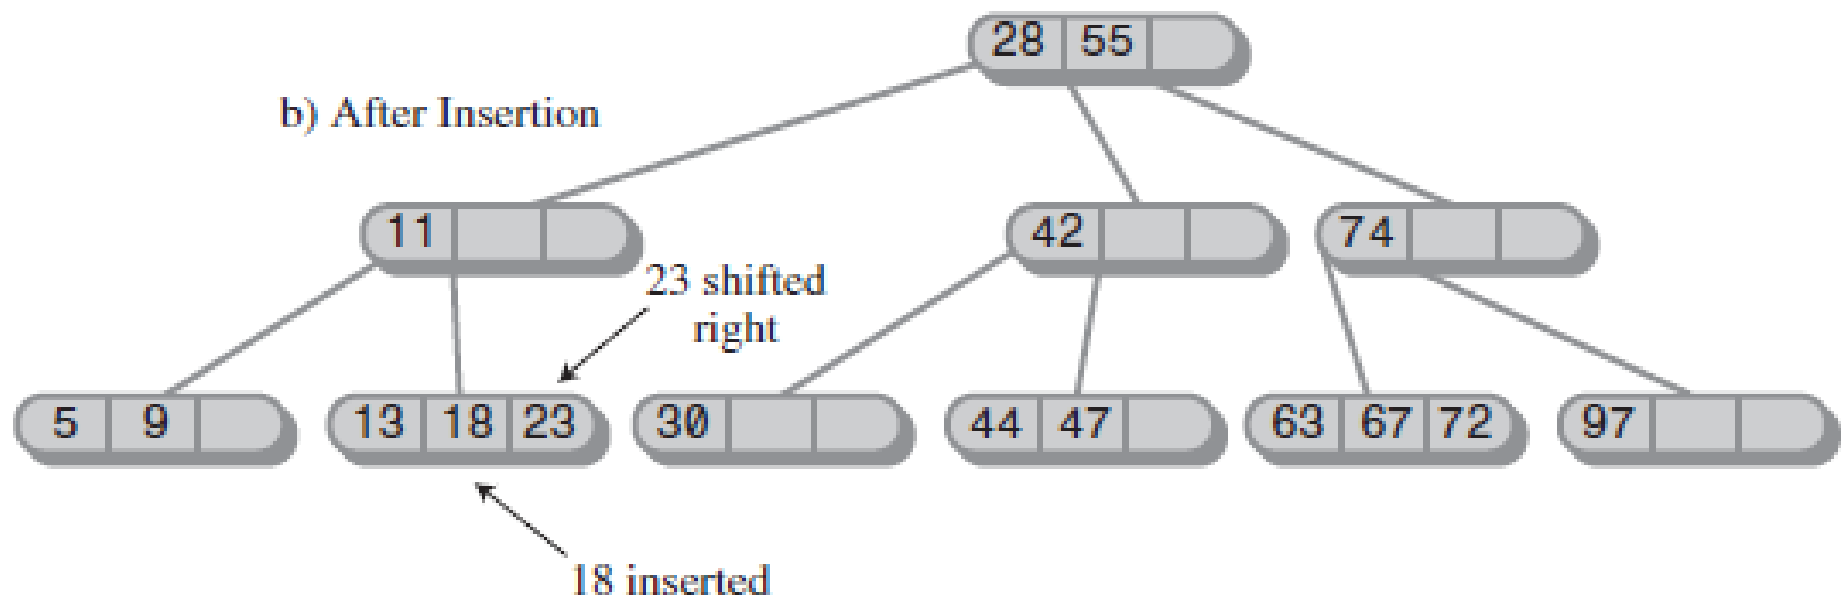 28 55
b) After Insertion
11
42
74
23 shifted
right
5 9
13 18 23
30
44 47
63 67 72
97
18 inserted